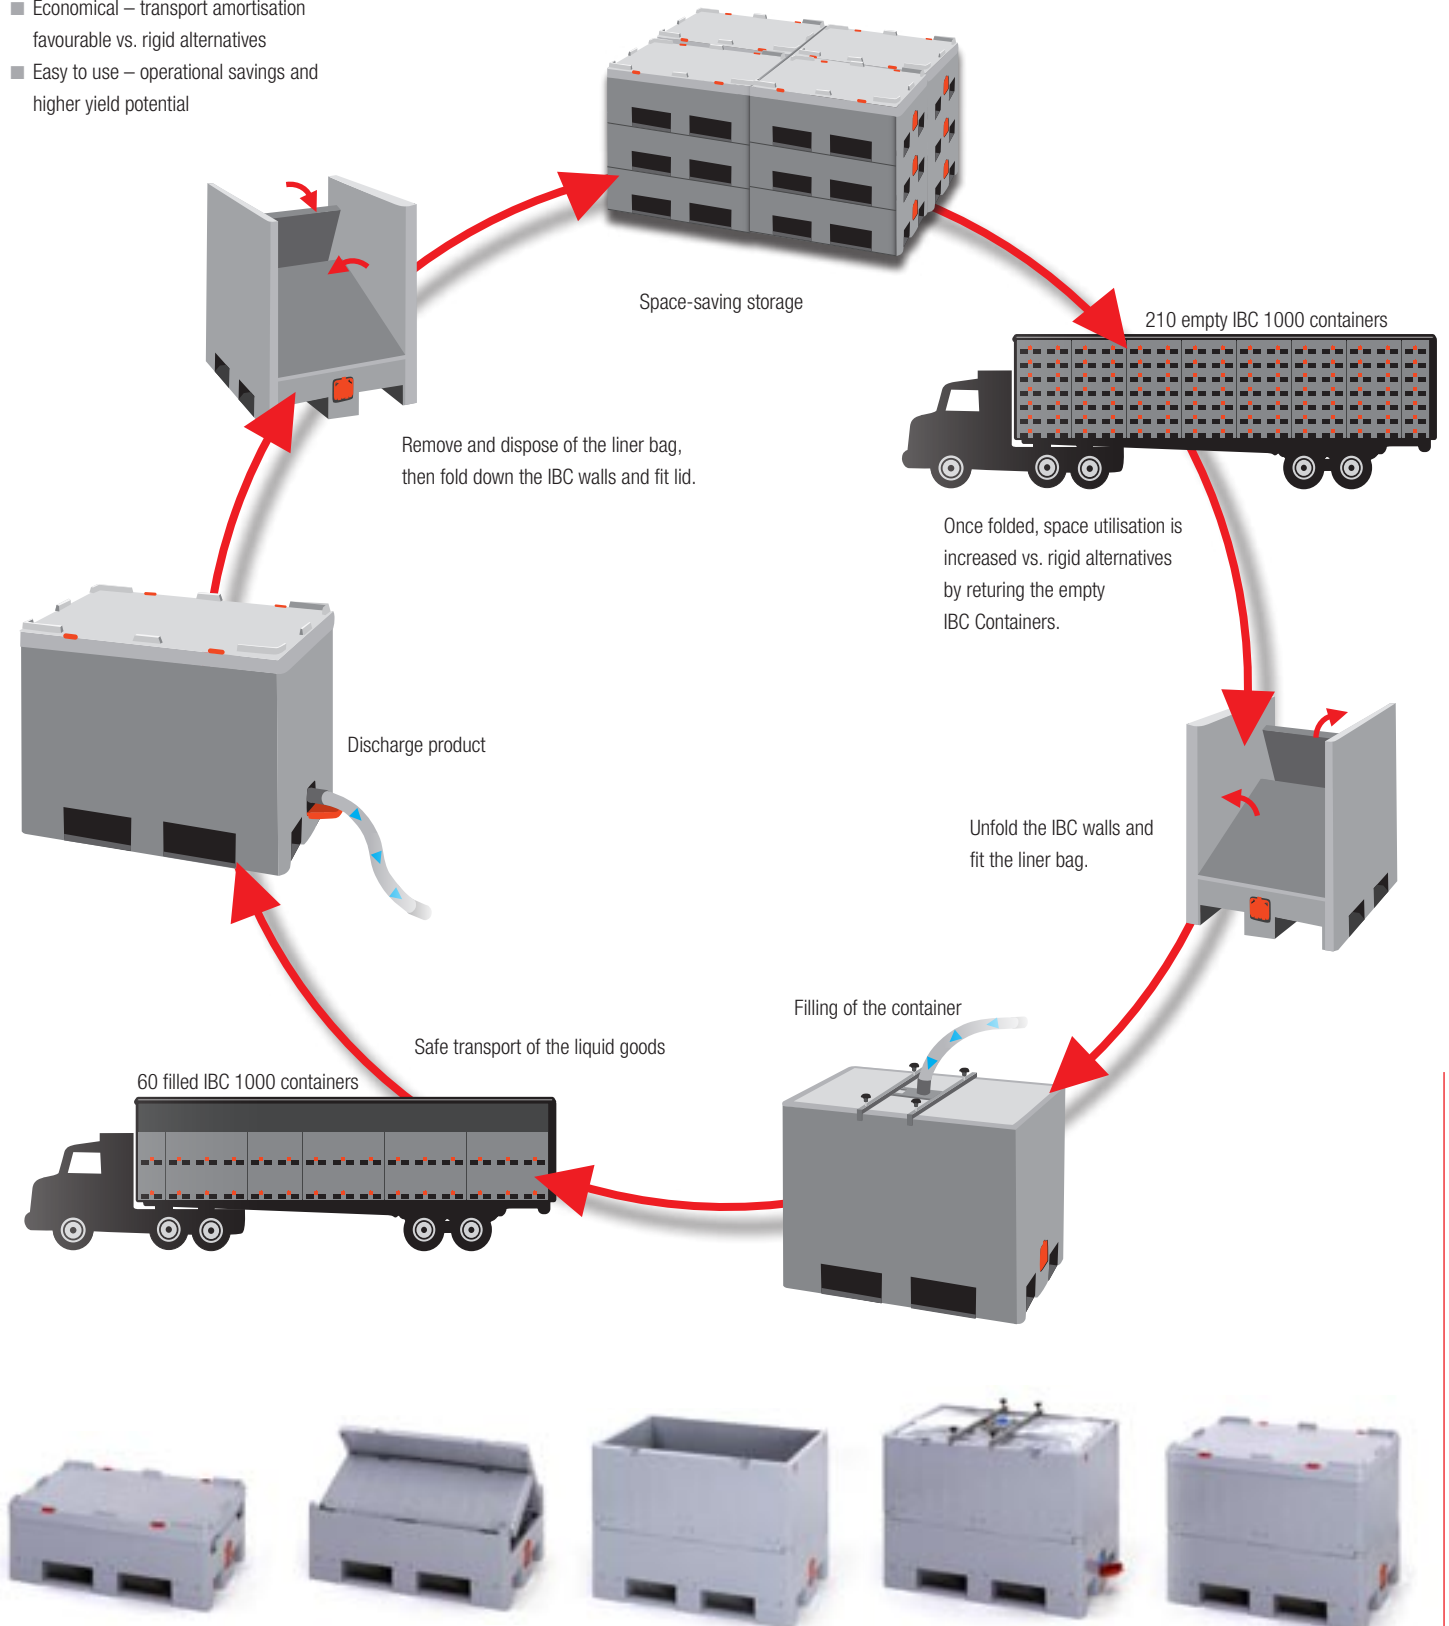 Economical – transport amortisation
favourable vs. rigid alternatives
Easy to use – operational savings and
higher yield potential
Space-saving storage
210 empty IBC 1000 containers
Remove and dispose of the liner bag,
then fold down the IBC walls and fit lid.
Once folded, space utilisation is
increased vs. rigid alternatives
by returing the empty
IBC Containers.
Discharge product
Unfold the IBC walls and
fit the liner bag.
Filling of the container
Safe transport of the liquid goods
60 filled IBC 1000 containers